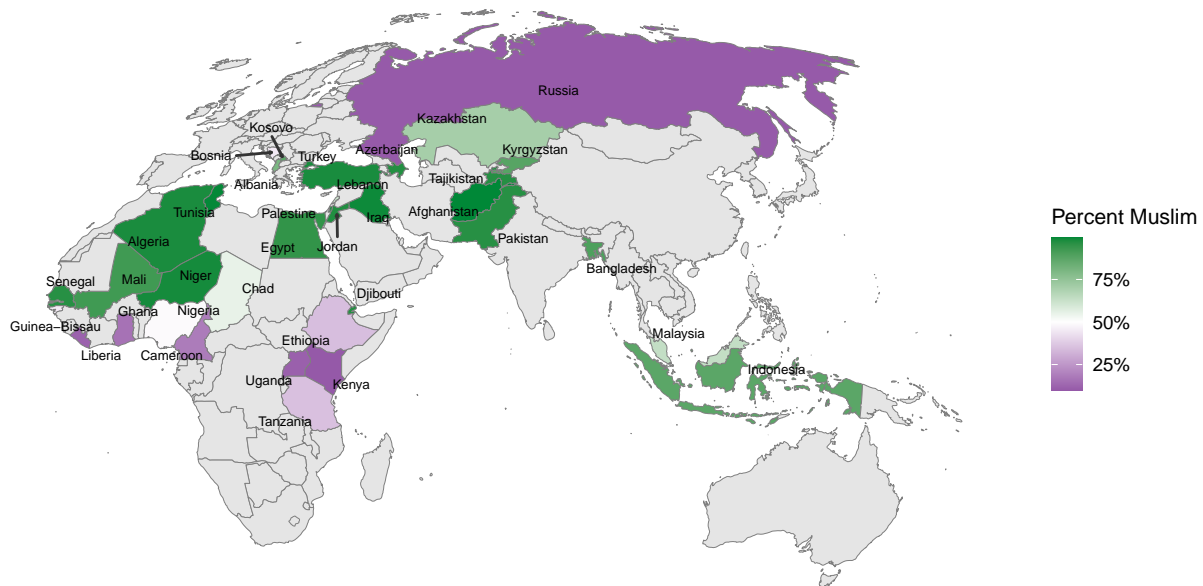 Russia
Kazakhstan
Kosovo
Kyrgyzstan
Bosnia
Turkey
Azerbaijan
Tajikistan
Albania
Lebanon
Tunisia
Palestine
Iraq
Afghanistan
Percent Muslim
Algeria
Egypt
Jordan
Pakistan
Bangladesh
75%
Senegal
Mali
Niger
Chad
Djibouti
Ghana
Nigeria
50%
Guinea−Bissau
Liberia
Cameroon
Ethiopia
Malaysia
25%
Uganda
Kenya
Indonesia
Tanzania